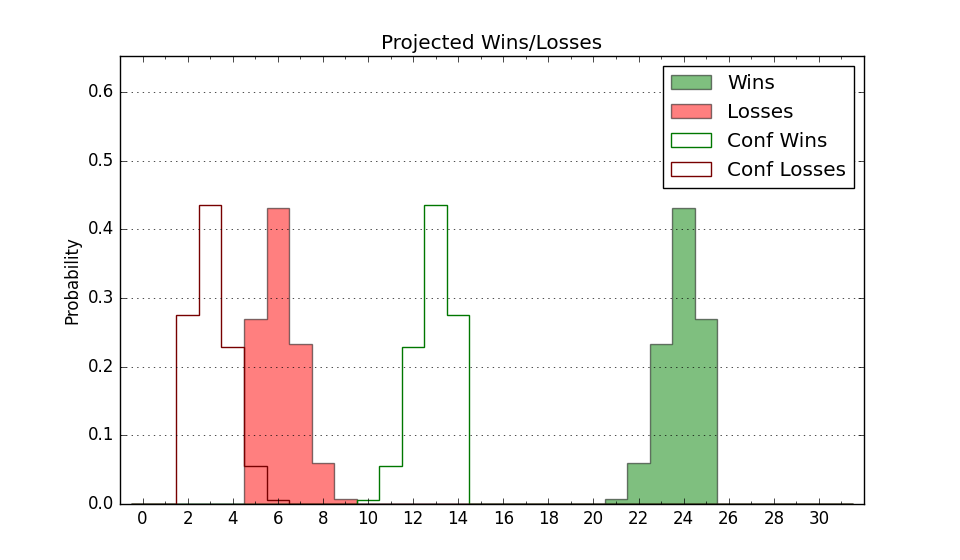 Projected Wins/Losses
Wins
Losses
Conf Wins
Conf Losses
Probability
0.6
0.5
0.4
0.3
0.2
0.1
0.0
0 2 4 6 8 10 12 14 16 18 20 22 24 26 28 30